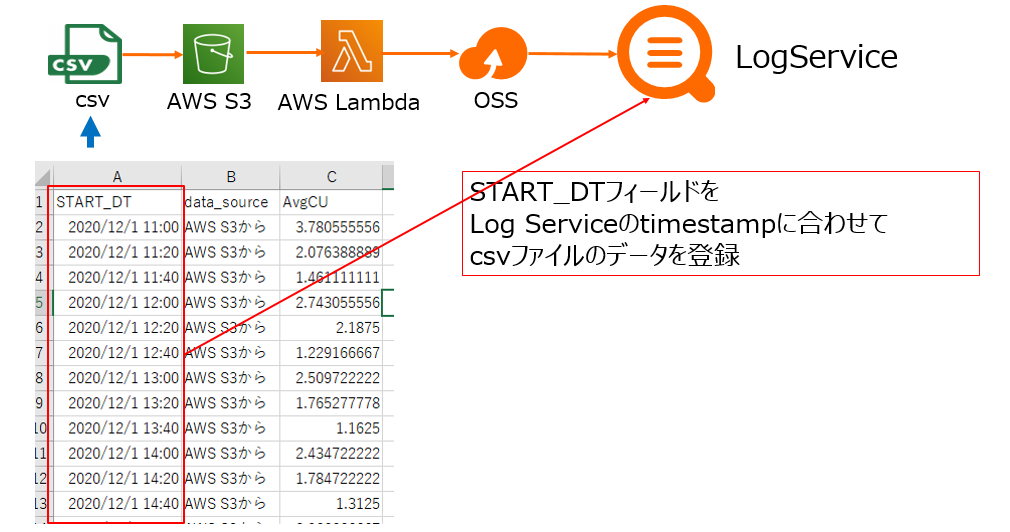 CSV
csv
AWS S3
AWS Lambda
OSS
LogService
START_DTフィールドを
Log Serviceのtimestampに合わせて
csvファイルのデータを登録
A B C
1 START_DT data_source AvgCU
2 2020/12/1 11:00 AWS S3から 3.780555556
3 2020/12/1 11:20 AWS S3から 2.076388889
4 2020/12/1 11:40 AWS S3から 1.461111111
5 2020/12/1 12:00 AWS S3から 2.743055556
6 2020/12/1 12:20 AWS S3から 2.1875
7 2020/12/1 12:40 AWS S3から 1.229166667
8 2020/12/1 13:00 AWS S3から 2.509722222
9 2020/12/1 13:20 AWS S3から 1.765277778
10 2020/12/1 13:40 AWS S3から 1.1625
11 2020/12/1 14:00 AWS S3から 2.434722222
12 2020/12/1 14:20 AWS S3から 1.784722222
13 2020/12/1 14:40 AWS S3から 1.3125